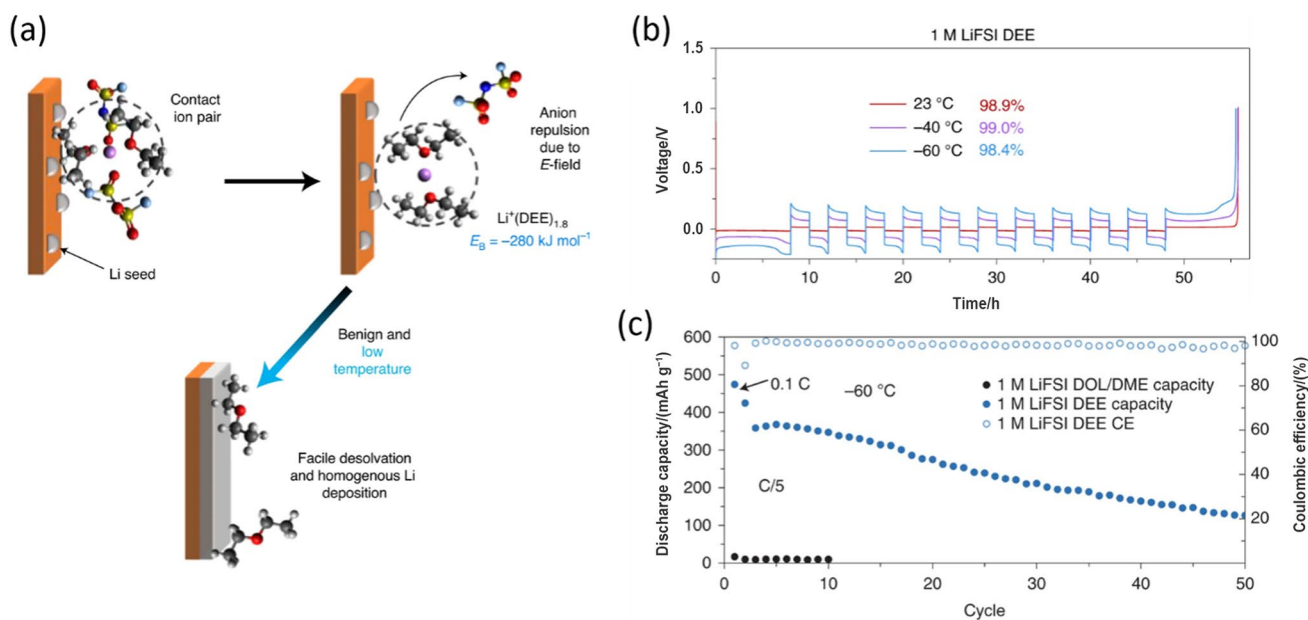 (a)
Contact
ion pair
Li seed
Anion
repulsion
due to
E-field
Li⁺(DEE)₁.₈
E_B = –280 kJ mol⁻¹
Benign and
low
temperature
Facile desolvation
and homogenous Li
deposition
(b)
1 M LiFSI DEE
Voltage/V
1.5
1.0
0.5
0.0
23 °C 98.9%
–40 °C 99.0%
–60 °C 98.4%
0 10 20 30 40 50
Time/h
(c)
Discharge capacity/(mAh g⁻¹)
600
500
400
300
200
100
0
0.1 C
–60 °C
C/5
1 M LiFSI DOL/DME capacity
1 M LiFSI DEE capacity
1 M LiFSI DEE CE
100
80
60
40
20
Coulombic efficiency/(%)
0 10 20 30 40 50
Cycle